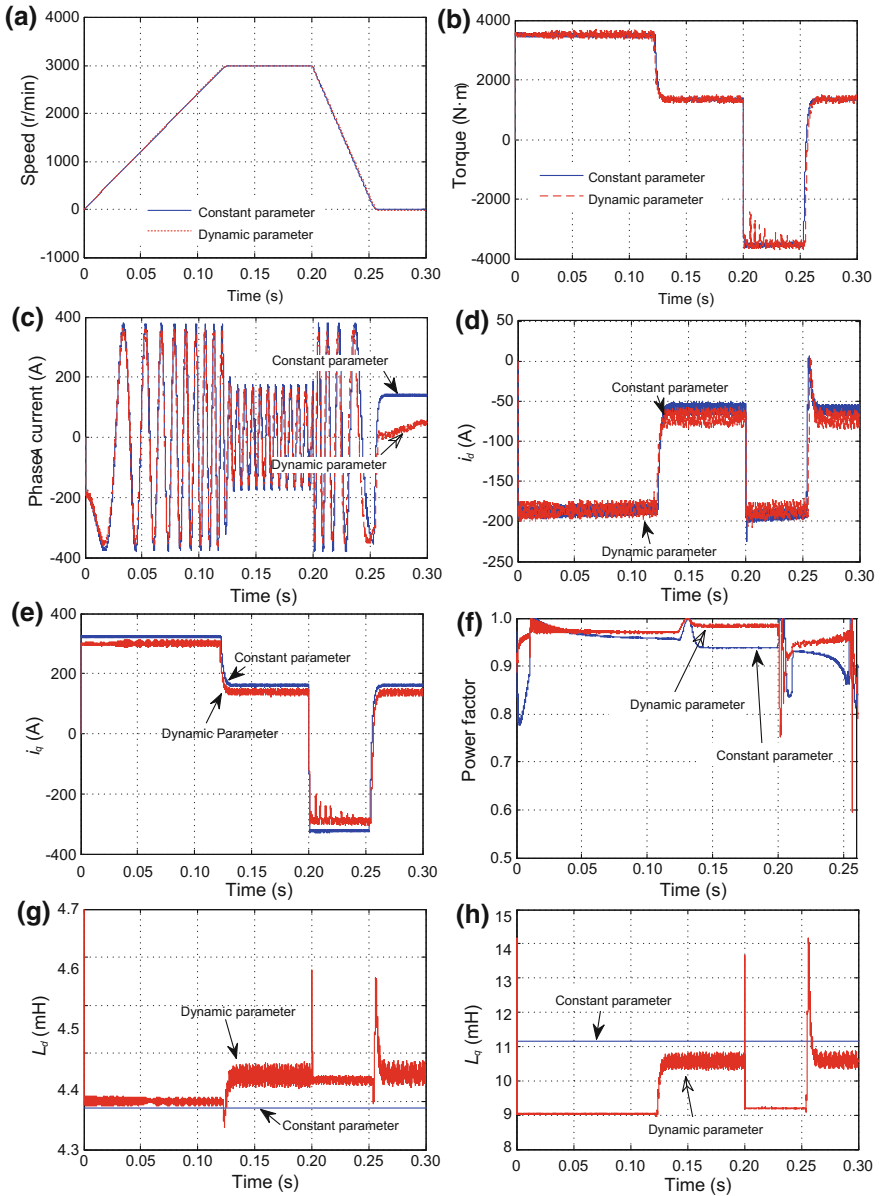 (a)
4000
3000
2000
1000
0
-1000
Speed (r/min)
Constant parameter
Dynamic parameter
0 0.05 0.10 0.15 0.20 0.25 0.30
Time (s)
(b)
4000
2000
0
-2000
-4000
Torque (N·m)
Constant parameter
Dynamic parameter
0 0.05 0.10 0.15 0.20 0.25 0.30
Time (s)
(c)
400
200
0
-200
-400
PhaseA current (A)
Constant parameter
Dynamic parameter
0 0.05 0.10 0.15 0.20 0.25 0.30
Time (s)
(d)
50
0
-50
-100
-150
-200
-250
id (A)
Constant parameter
Dynamic parameter
0 0.05 0.10 0.15 0.20 0.25 0.30
Time (s)
(e)
400
200
0
-200
-400
iq (A)
Constant parameter
Dynamic Parameter
0 0.05 0.10 0.15 0.20 0.25 0.30
Time (s)
(f)
1.0
0.9
0.8
0.7
0.6
0.5
Power factor
Dynamic parameter
Constant parameter
0 0.05 0.10 0.15 0.20 0.25
Time (s)
(g)
4.7
4.6
4.5
4.4
4.3
Ld (mH)
Dynamic parameter
Constant parameter
0 0.05 0.10 0.15 0.20 0.25 0.30
Time (s)
(h)
15
14
13
12
11
10
9
8
Lq (mH)
Constant parameter
Dynamic parameter
0 0.05 0.10 0.15 0.20 0.25 0.30
Time (s)